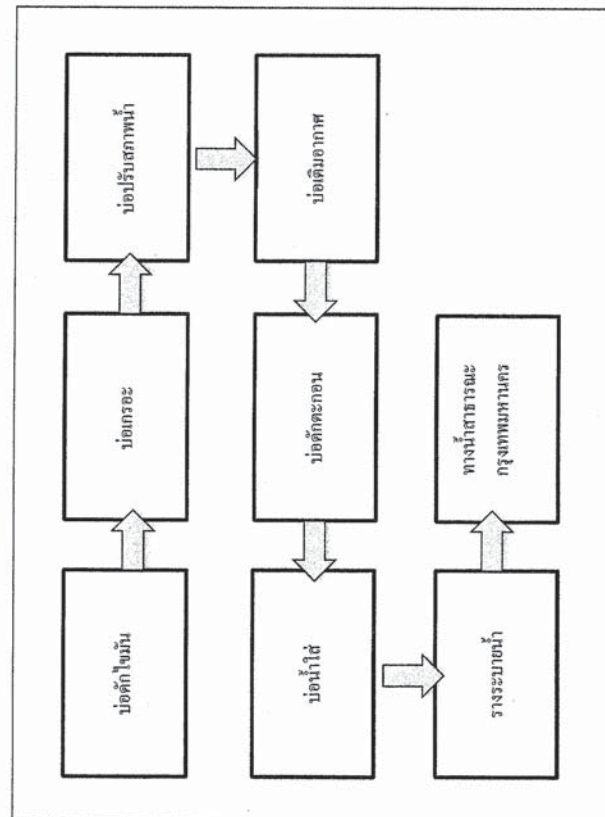 บ่อดักไขมัน
บ่อเกรอะ
บ่อปรับสภาพน้ำ
บ่อเติมอากาศ
บ่อดักตะกอน
บ่อน้ำใส่
รางระบายน้ำ
ทางน้ำสาธารณะ
กรุงเทพมหานคร